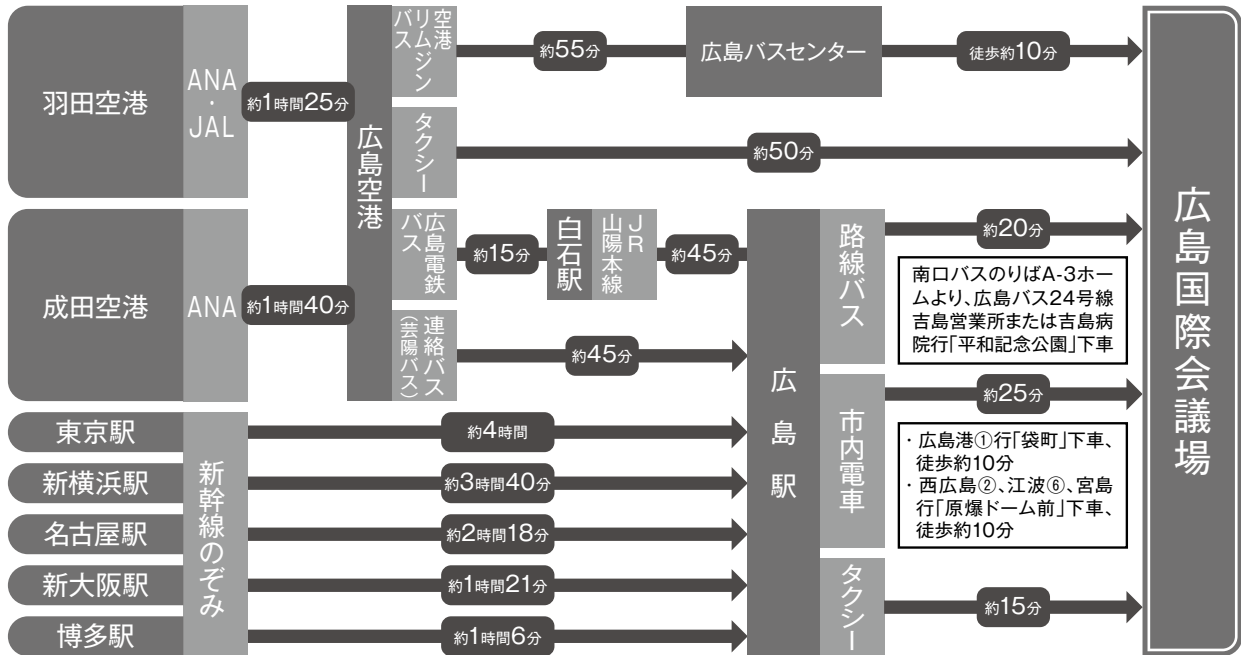 羽田空港
ANA・JAL
約1時間25分
成田空港
ANA
約1時間40分
広島空港
空港リムジンバス
約55分
広島バスセンター
徒歩約10分
タクシー
約50分
広島電鉄バス
約15分
白石駅
JR山陽本線
約45分
連絡バス(芸陽バス)
約45分
東京駅
新横浜駅
名古屋駅
新大阪駅
博多駅
新幹線のぞみ
約4時間
約3時間40分
約2時間18分
約1時間21分
約1時間6分
広島駅
路線バス
約20分
南口バスのりばA-3ホー
ムより、広島バス24号線
吉島営業所または吉島病
院行「平和記念公園」下車
市内電車
約25分
・広島港①行「袋町」下車、
徒歩約10分
・西広島②、江波⑥、宮島
行「原爆ドーム前」下車、
徒歩約10分
タクシー
約15分
広島国際会議場